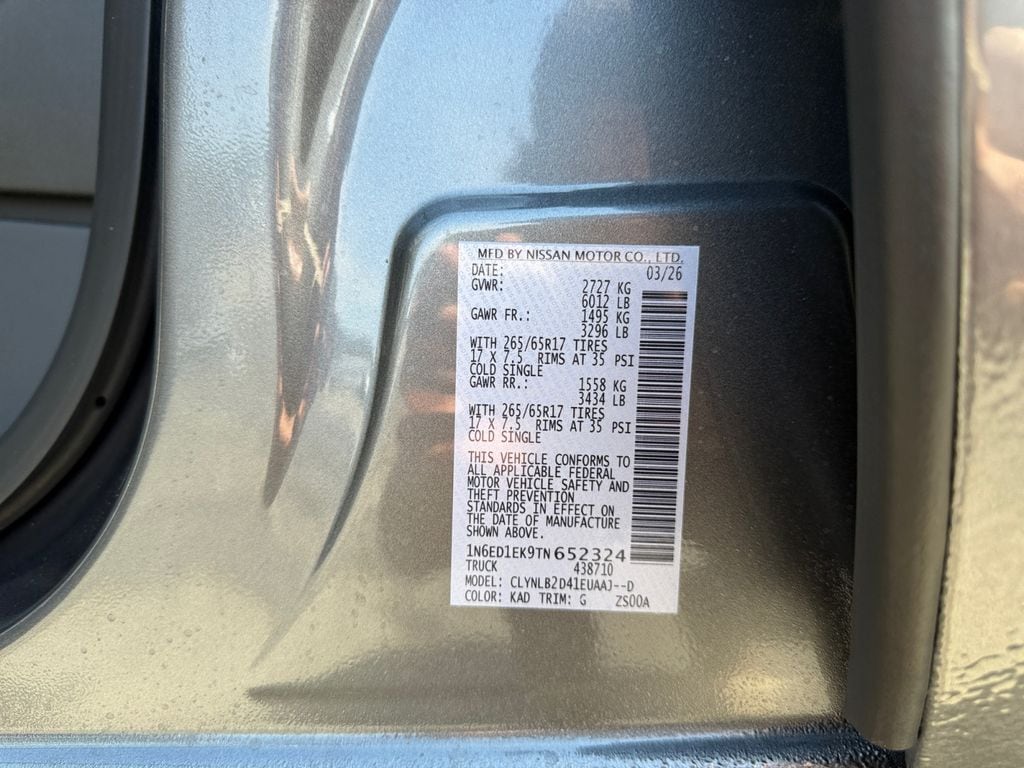 MFD BY NISSAN MOTOR CO., LTD.
DATE: 03/26
GVWR: 2727 KG
6012 LB
GAWR FR.: 1495 KG
3296 LB
WITH 265/65R17 TIRES
17 X 7.5 RIMS AT 35 PSI
COLD SINGLE
GAWR RR.: 1558 KG
3434 LB
WITH 265/65R17 TIRES
17 X 7.5 RIMS AT 35 PSI
COLD SINGLE
THIS VEHICLE CONFORMS TO
ALL APPLICABLE FEDERAL
MOTOR VEHICLE SAFETY AND
THEFT PREVENTION
STANDARDS IN EFFECT ON
THE DATE OF MANUFACTURE
SHOWN ABOVE.
1N6ED1EK9TN652324
TRUCK 438710
MODEL: CLYNLB2D41EUAAJ--D
COLOR: KAD TRIM: G ZS00A